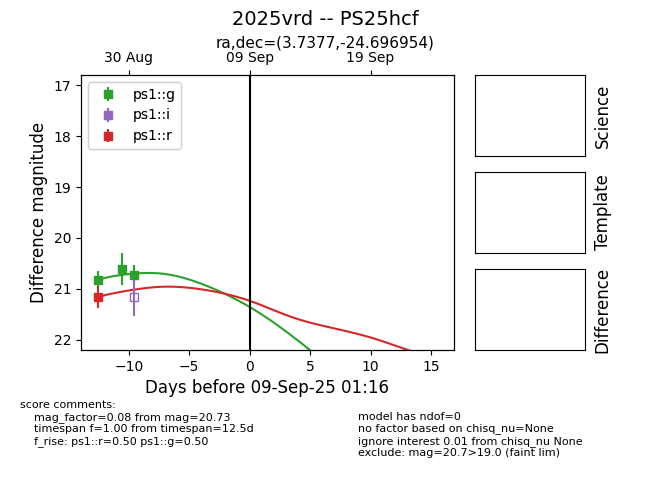 2025vrd -- PS25hcf
ra,dec=(3.7377,-24.696954)
30 Aug
09 Sep
19 Sep
17
18
19
20
21
22
Difference magnitude
ps1::g
ps1::i
ps1::r
−10
−5
0
5
10
15
Days before 09-Sep-25 01:16
Science
Template
Difference
score comments:
mag_factor=0.08 from mag=20.73
timespan f=1.00 from timespan=12.5d
f_rise: ps1::r=0.50 ps1::g=0.50
model has ndof=0
no factor based on chisq_nu=None
ignore interest 0.01 from chisq_nu None
exclude: mag=20.7>19.0 (faint lim)